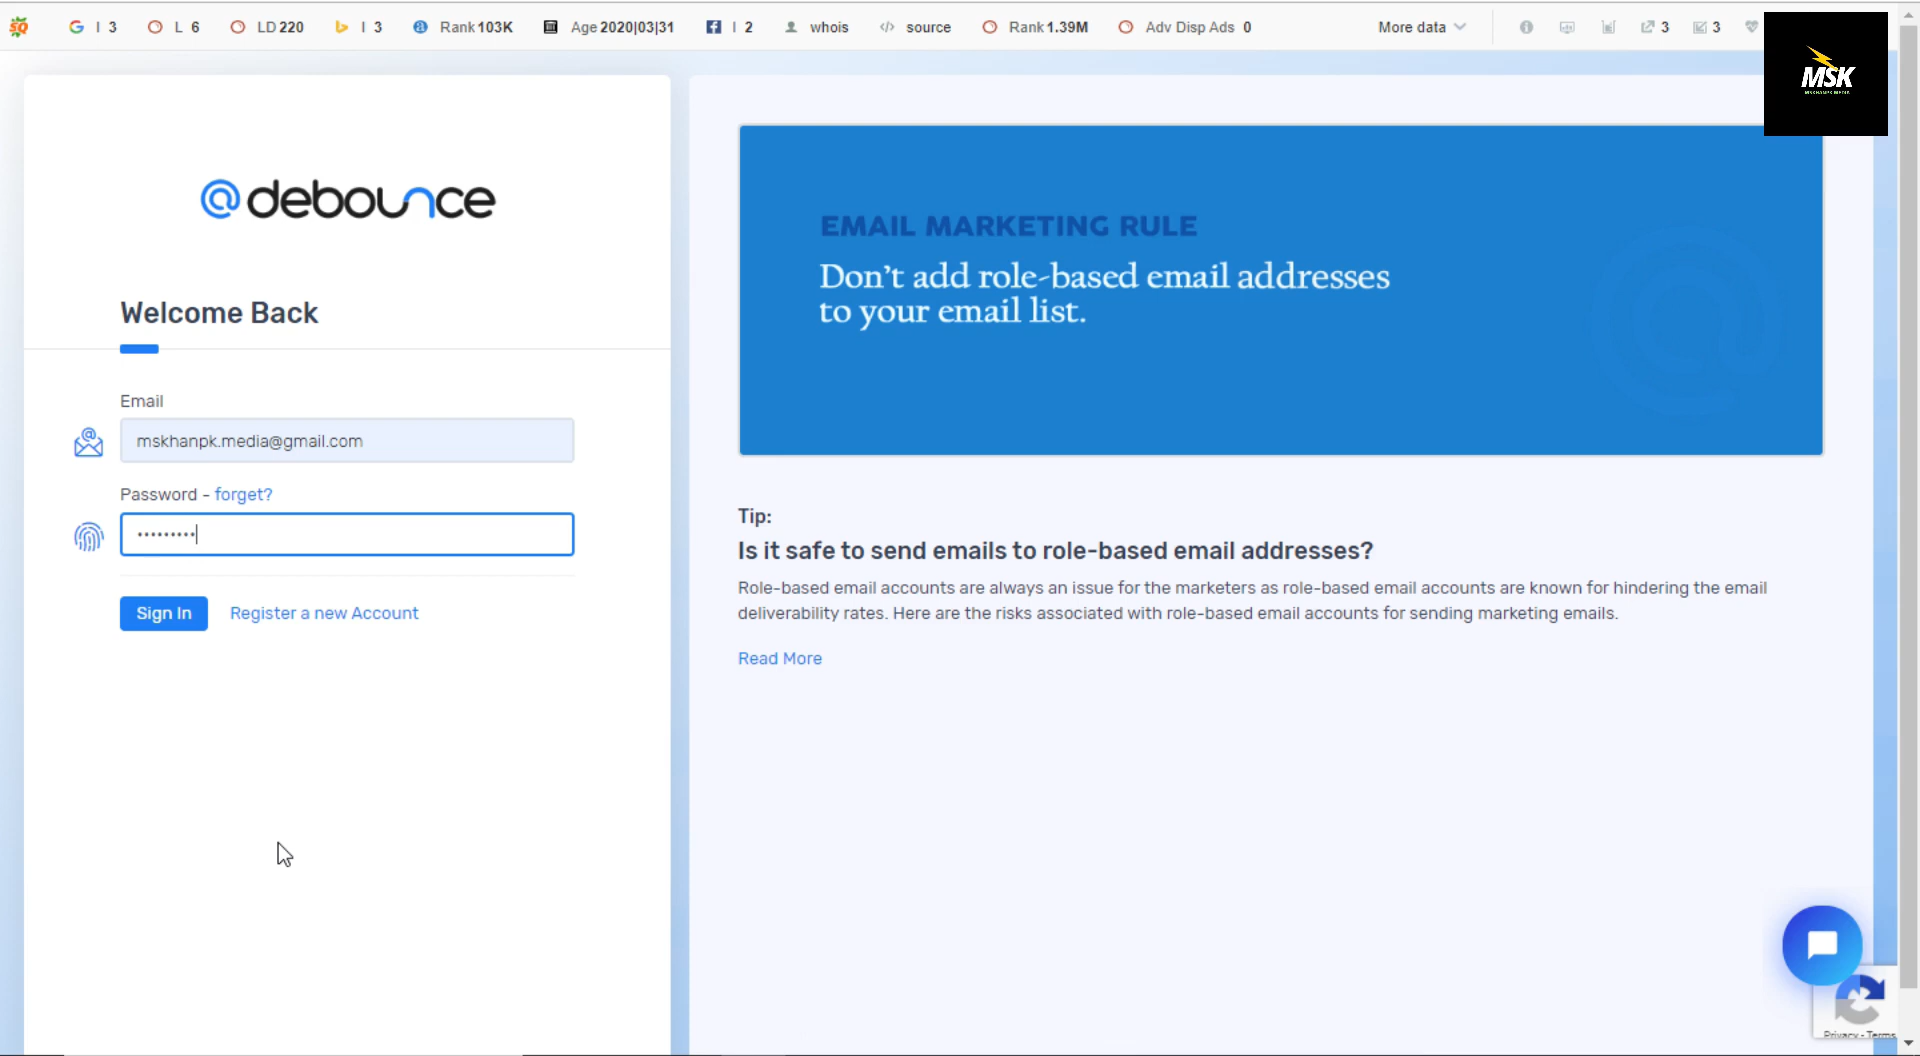 I 3 L 6 LD 220 I 3 Rank 103K Age 2020|03|31 I 2 whois </> source Rank 1.39M Adv Disp Ads 0 More data 3 3
MSK
MSKHANPK MEDIA
@debounce
Welcome Back
Email
mskhanpk.media@gmail.com
Password - forget?
Sign In Register a new Account
EMAIL MARKETING RULE
Don't add role-based email addresses
to your email list.
Tip:
Is it safe to send emails to role-based email addresses?
Role-based email accounts are always an issue for the marketers as role-based email accounts are known for hindering the email
deliverability rates. Here are the risks associated with role-based email accounts for sending marketing emails.
Read More
Privacy - Terms